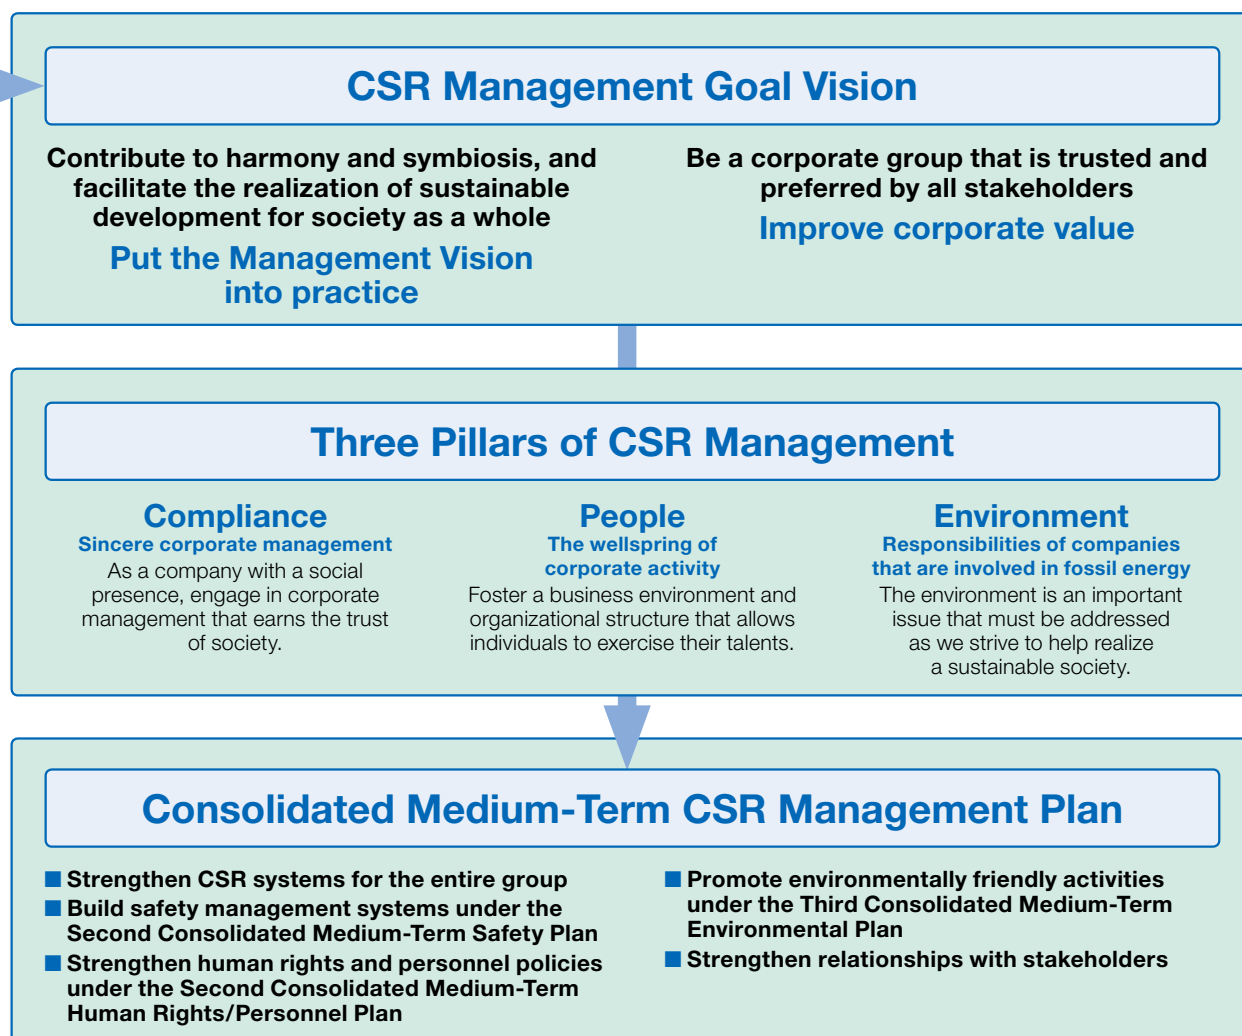 CSR Management Goal Vision
Contribute to harmony and symbiosis, and
facilitate the realization of sustainable
development for society as a whole
Put the Management Vision
into practice
Be a corporate group that is trusted and
preferred by all stakeholders
Improve corporate value
Three Pillars of CSR Management
Compliance
Sincere corporate management
As a company with a social
presence, engage in corporate
management that earns the trust
of society.
People
The wellspring of
corporate activity
Foster a business environment and
organizational structure that allows
individuals to exercise their talents.
Environment
Responsibilities of companies
that are involved in fossil energy
The environment is an important
issue that must be addressed
as we strive to help realize
a sustainable society.
Consolidated Medium-Term CSR Management Plan
■ Strengthen CSR systems for the entire group
■ Build safety management systems under the
Second Consolidated Medium-Term Safety Plan
■ Strengthen human rights and personnel policies
under the Second Consolidated Medium-Term
Human Rights/Personnel Plan
■ Promote environmentally friendly activities
under the Third Consolidated Medium-Term
Environmental Plan
■ Strengthen relationships with stakeholders